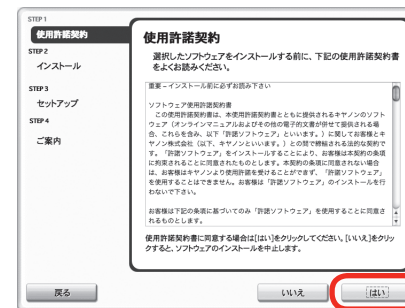 STEP 1
使用許諾契約
STEP 2
インストール
STEP 3
セットアップ
STEP 4
ご案内
使用許諾契約
選択したソフトウェアをインストールする前に、下記の使用許諾契約書
をよくお読みください。
重要－インストール前に必ずお読み下さい
ソフトウェア使用許諾契約書
この使用許諾契約書は、本使用許諾契約書とともに提供されるキヤノンのソフト
ウェア（オンラインマニュアルおよびその他の電子的文書が併せて提供される場
合、これらを含み、以下「許諾ソフトウェア」といいます。）に関してお客様とキ
ヤノン株式会社（以下、キヤノンといいます。）との間で締結される法的な契約で
す。「許諾ソフトウェア」をインストールすることにより、お客様は本契約の条項
に拘束されることに同意されたものとします。本契約の条項に同意されない場合
は、お客様はキヤノンより使用許諾を受けることができず、「許諾ソフトウェア」
を使用することはできません。お客様は「許諾ソフトウェア」のインストールを行
わないで下さい。
お客様は下記の条項に基づいてのみ「許諾ソフトウェア」を使用することに同意さ
れるものとします。
使用許諾契約書に同意する場合は[はい]をクリックしてください。[いいえ]をクリッ
クすると、ソフトウェアのインストールを中止します。
戻る
いいえ
はい